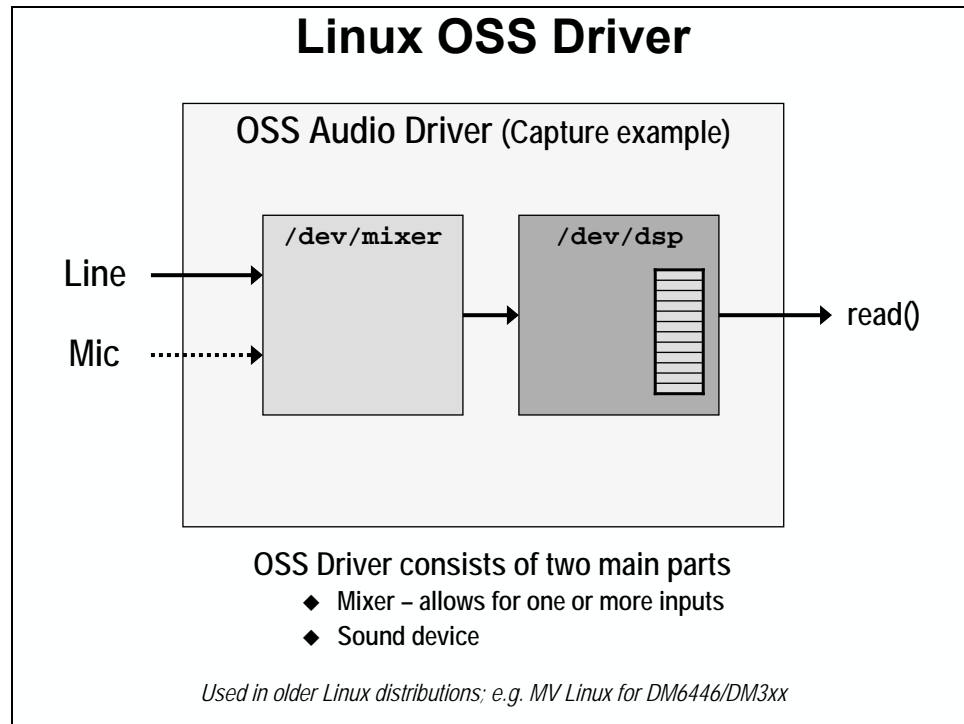 Linux OSS Driver
OSS Audio Driver (Capture example)
/dev/mixer
/dev/dsp
Line
Mic
read()
OSS Driver consists of two main parts
◆ Mixer – allows for one or more inputs
◆ Sound device
Used in older Linux distributions; e.g. MV Linux for DM6446/DM3xx